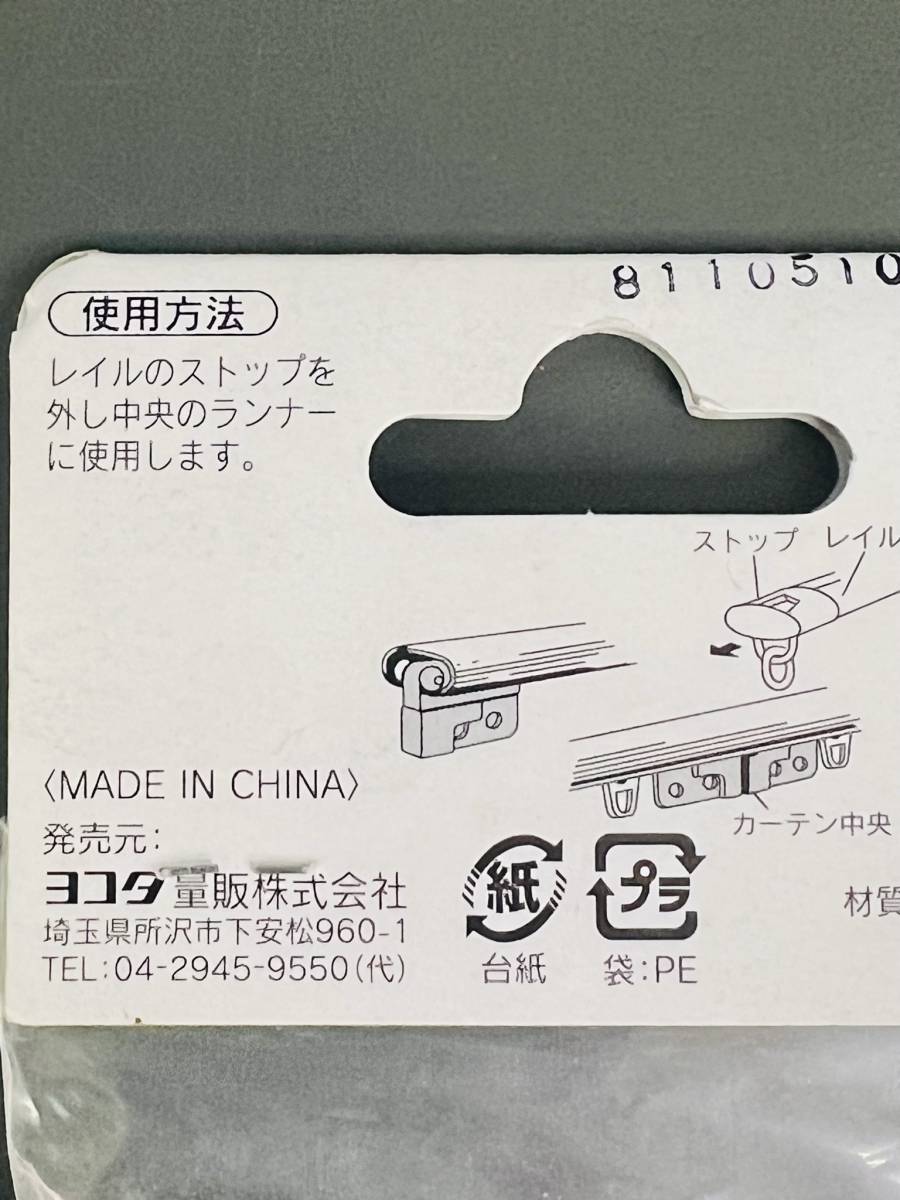 8110510
使用方法
レイルのストップを
外し中央のランナー
に使用します。
ストップ レイル
カーテン中央
〈MADE IN CHINA〉
発売元:
ヨコタ量販株式会社
埼玉県所沢市下安松960-1
TEL:04-2945-9550(代)
紙
台紙
プラ
袋:PE
材質